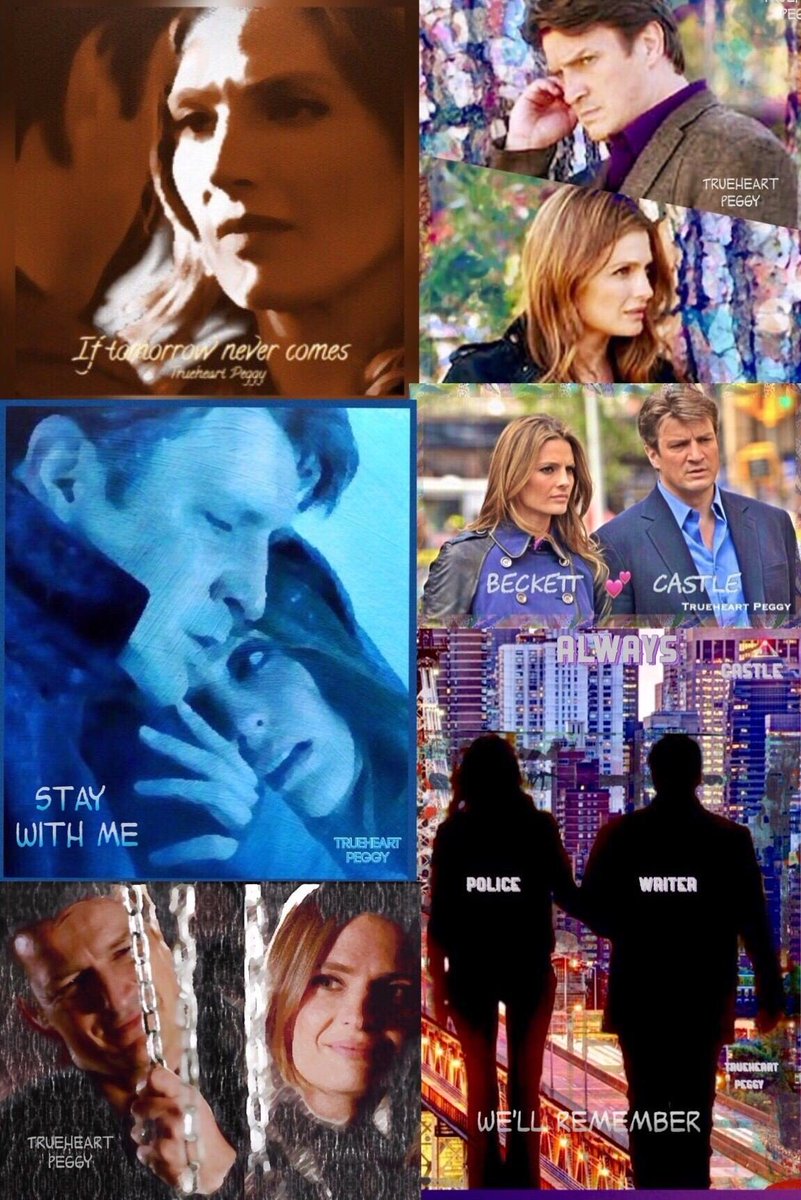 If tomorrow never comes
Trueheart Peggy
TRUEHEART
PEGGY
BECKETT 💕 CASTLE
TRUEHEART PEGGY
STAY
WITH ME
TRUEHEART
PEGGY
ALWAYS
CASTLE
POLICE
WRITER
TRUEHEART
PEGGY
WE'LL REMEMBER
TRUEHEART
PEGGY